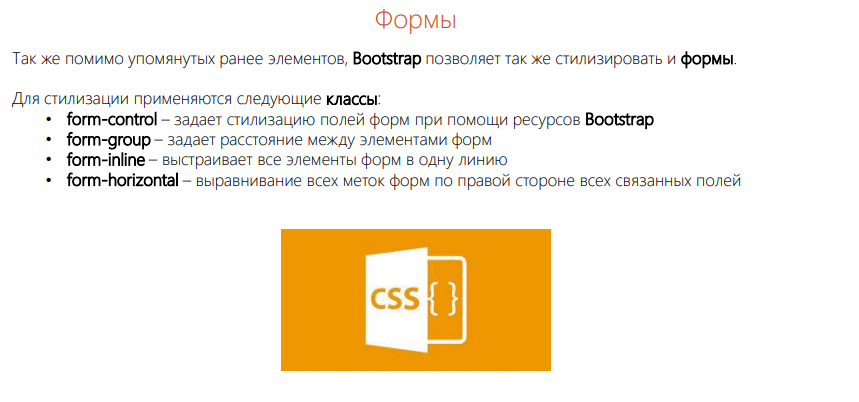 Формы
Так же помимо упомянутых ранее элементов, Bootstrap позволяет так же стилизировать и формы.
Для стилизации применяются следующие классы:
• form-control – задает стилизацию полей форм при помощи ресурсов Bootstrap
• form-group – задает расстояние между элементами форм
• form-inline – выстраивает все элементы форм в одну линию
• form-horizontal – выравнивание всех меток форм по правой стороне всех связанных полей
CSS {}